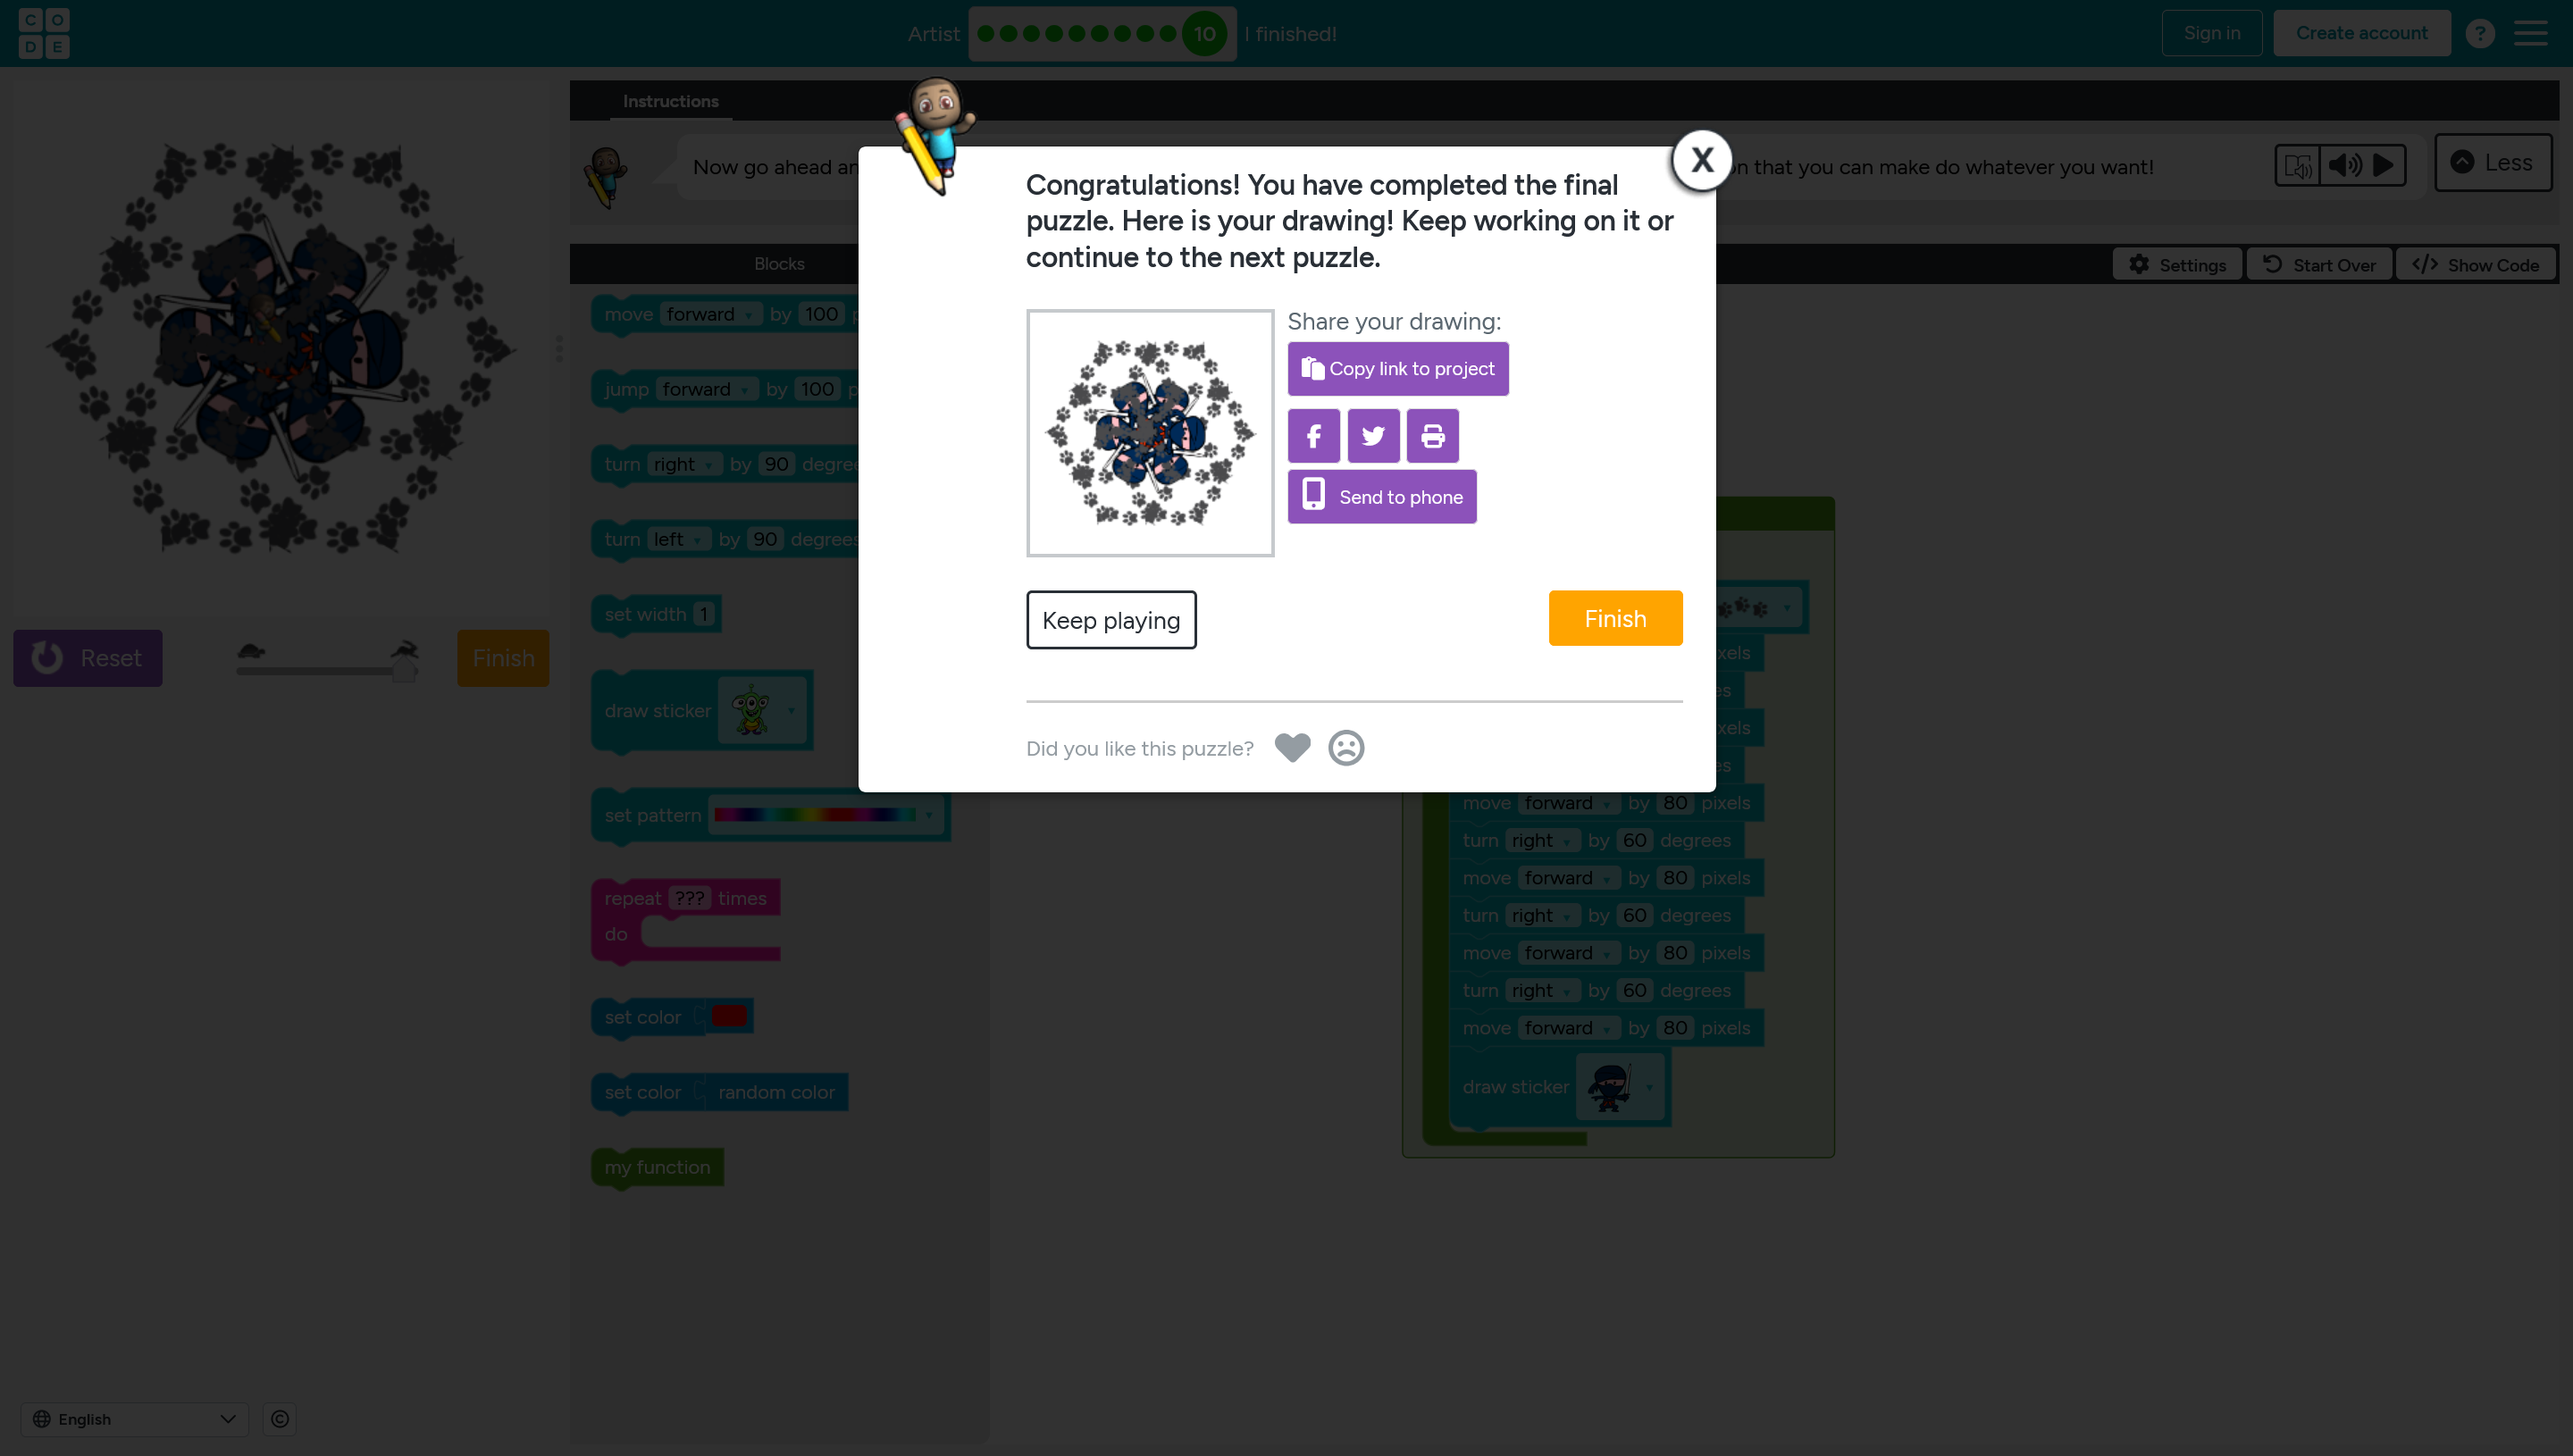 C O
D E
Artist
10
I finished!
Sign in
Create account
?
Instructions
Now go ahead an
n that you can make do whatever you want!
Less
Blocks
Settings
Start Over
Show Code
move forward by 100
jump forward by 100
turn right by 90
turn left by 90 degrees
set width 1
draw sticker
set pattern
repeat ??? times
do
set color
set color random color
my function
Reset
Finish
English
X
Congratulations! You have completed the final
puzzle. Here is your drawing! Keep working on it or
continue to the next puzzle.
Share your drawing:
Copy link to project
Send to phone
Keep playing
Finish
Did you like this puzzle?
move forward by 80 pixels
turn right by 60 degrees
move forward by 80 pixels
turn right by 60 degrees
move forward by 80 pixels
turn right by 60 degrees
move forward by 80 pixels
draw sticker